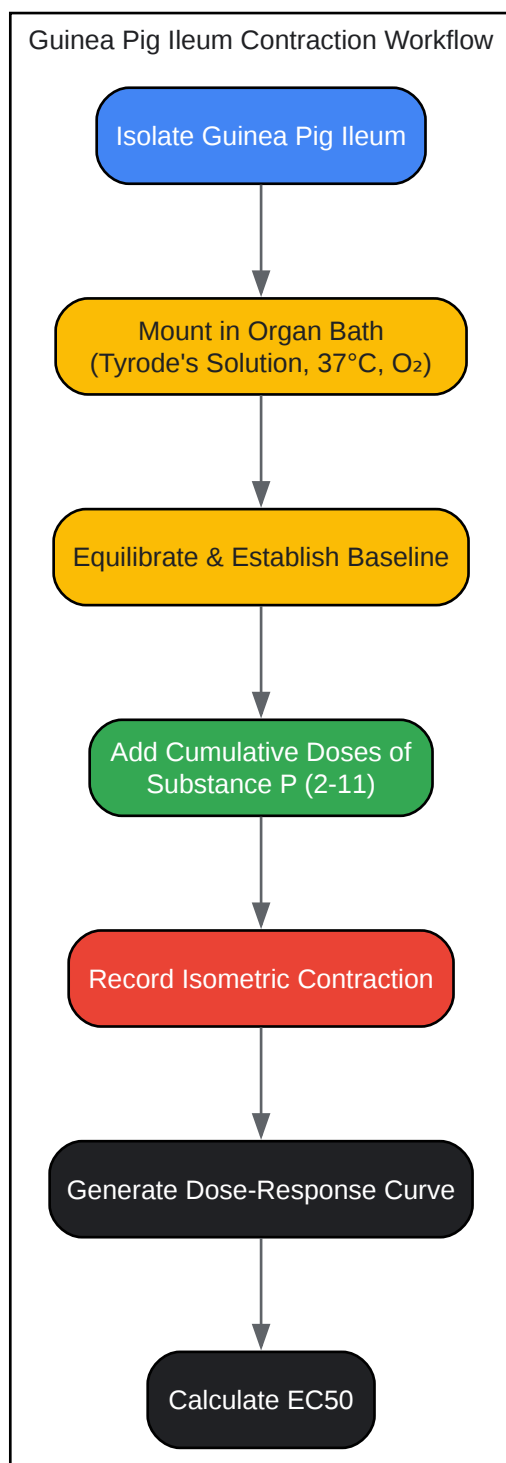 Guinea Pig Ileum Contraction Workflow
Isolate Guinea Pig Ileum
Mount in Organ Bath
(Tyrode's Solution, 37°C, O₂)
Equilibrate & Establish Baseline
Add Cumulative Doses of
Substance P (2-11)
Record Isometric Contraction
Generate Dose-Response Curve
Calculate EC50